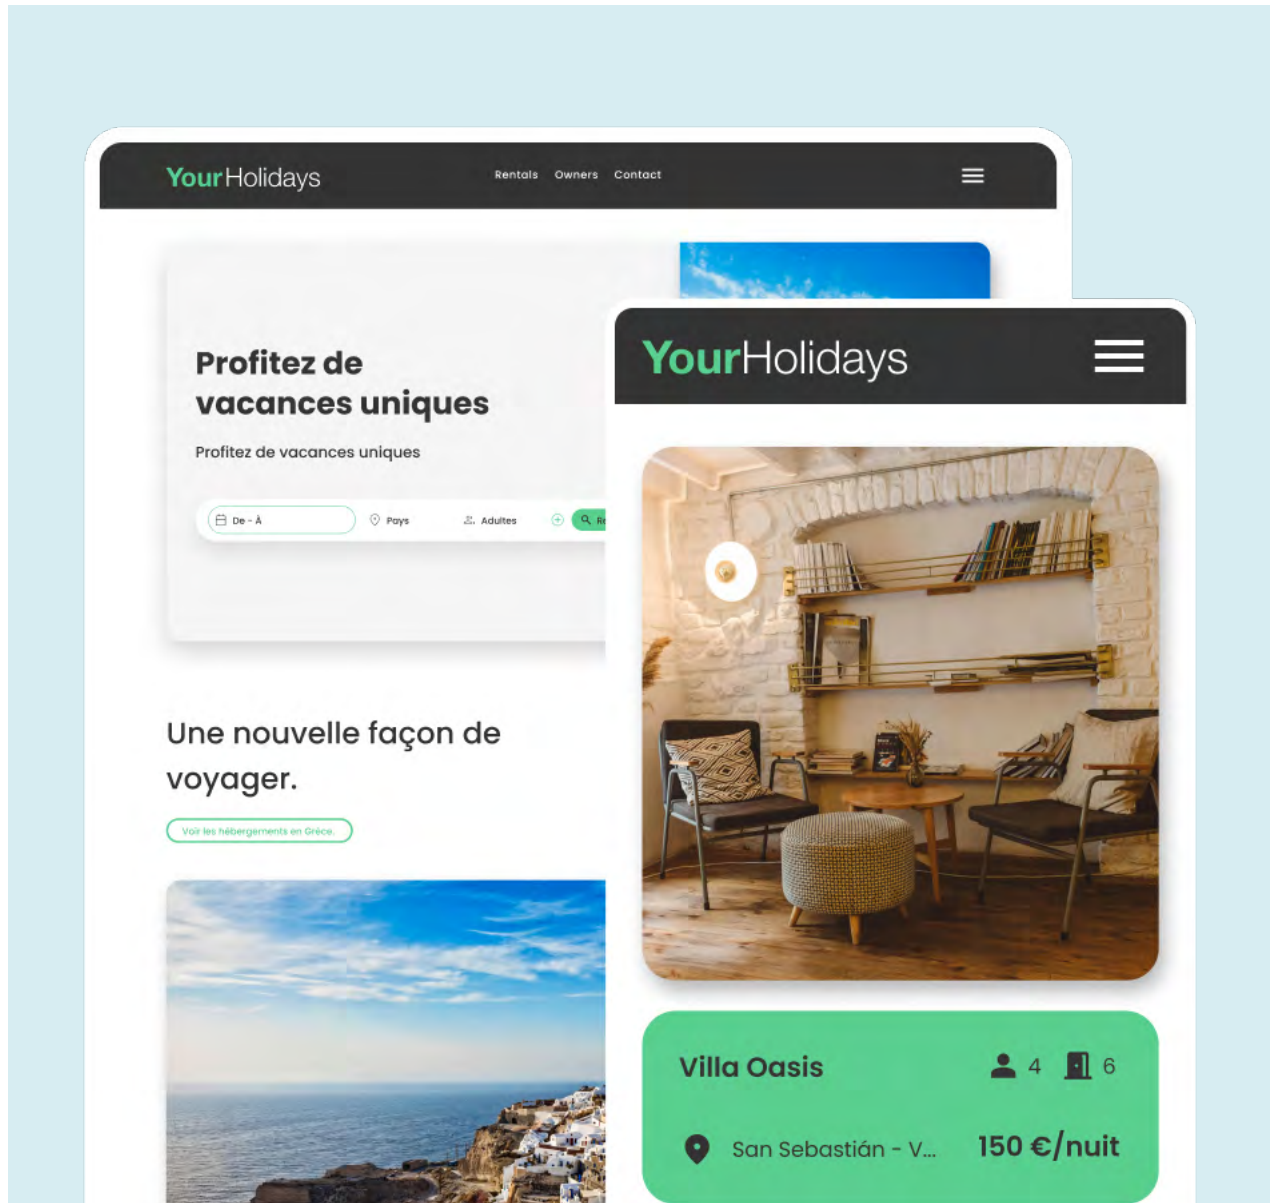 YourHolidays
Rentals Owners Contact
Profitez de
vacances uniques
Profitez de vacances uniques
De - À
Pays
Adultes
Une nouvelle façon de
voyager.
Voir les hébergements en Grèce.
YourHolidays
Villa Oasis
4
6
San Sebastián - V...
150 €/nuit